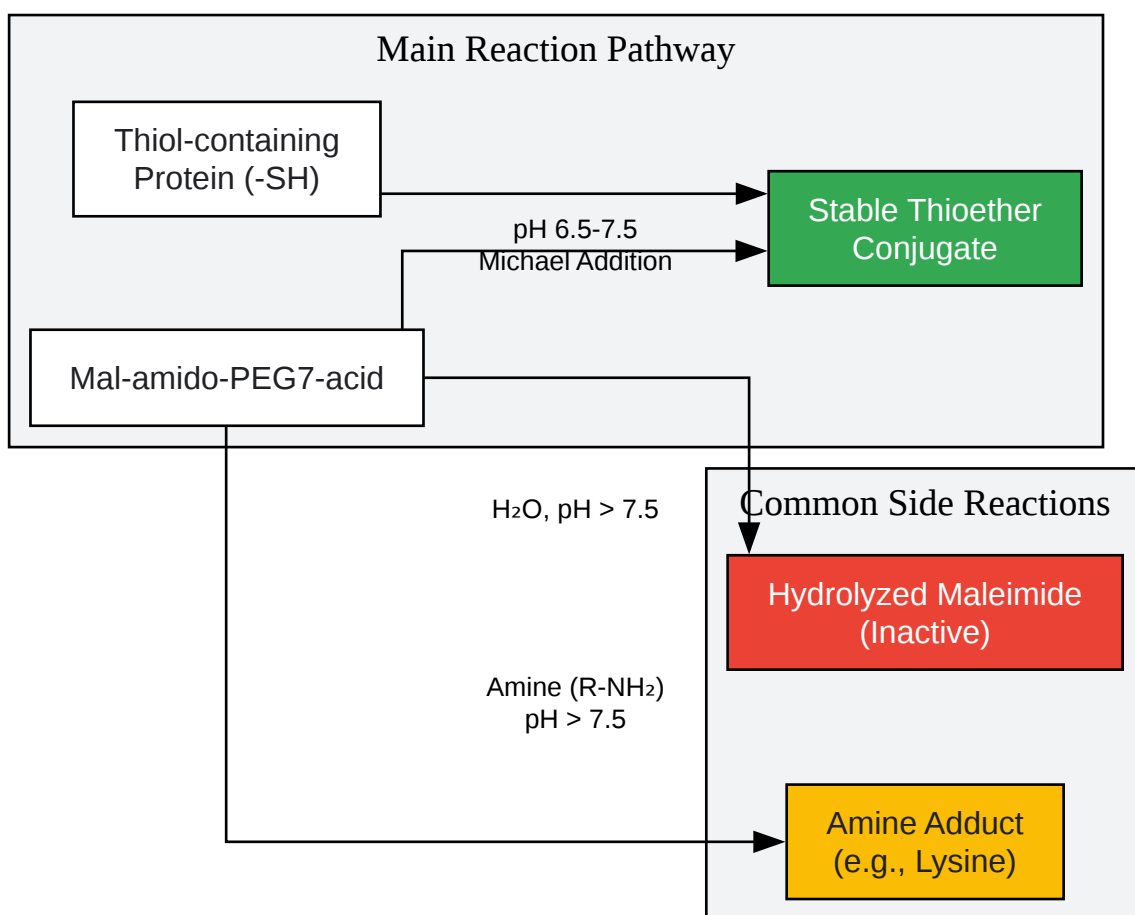 Main Reaction Pathway
Thiol-containing
Protein (-SH)
Stable Thioether
Conjugate
pH 6.5-7.5
Michael Addition
Mal-amido-PEG7-acid
H₂O, pH > 7.5
Common Side Reactions
Hydrolyzed Maleimide
(Inactive)
Amine (R-NH₂)
pH > 7.5
Amine Adduct
(e.g., Lysine)